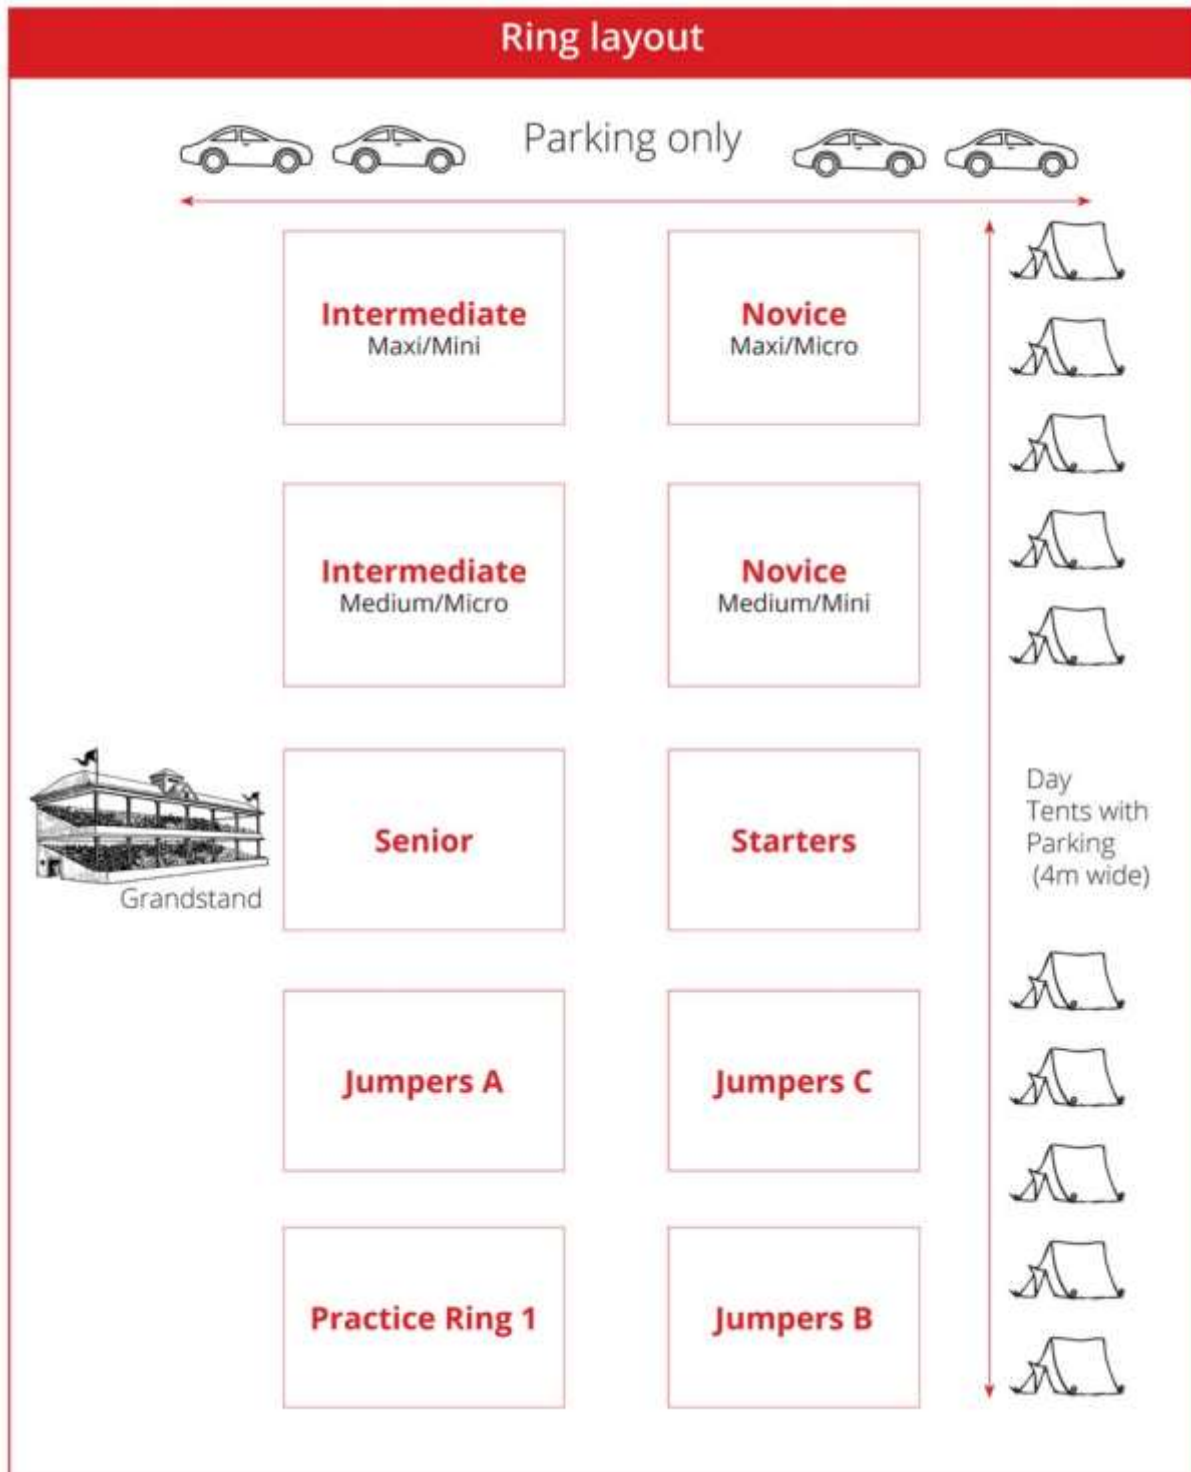 Ring layout
Parking only
Intermediate
Maxi/Mini
Novice
Maxi/Micro
Intermediate
Medium/Micro
Novice
Medium/Mini
Grandstand
Senior
Starters
Day
Tents with
Parking
(4m wide)
Jumpers A
Jumpers C
Practice Ring 1
Jumpers B